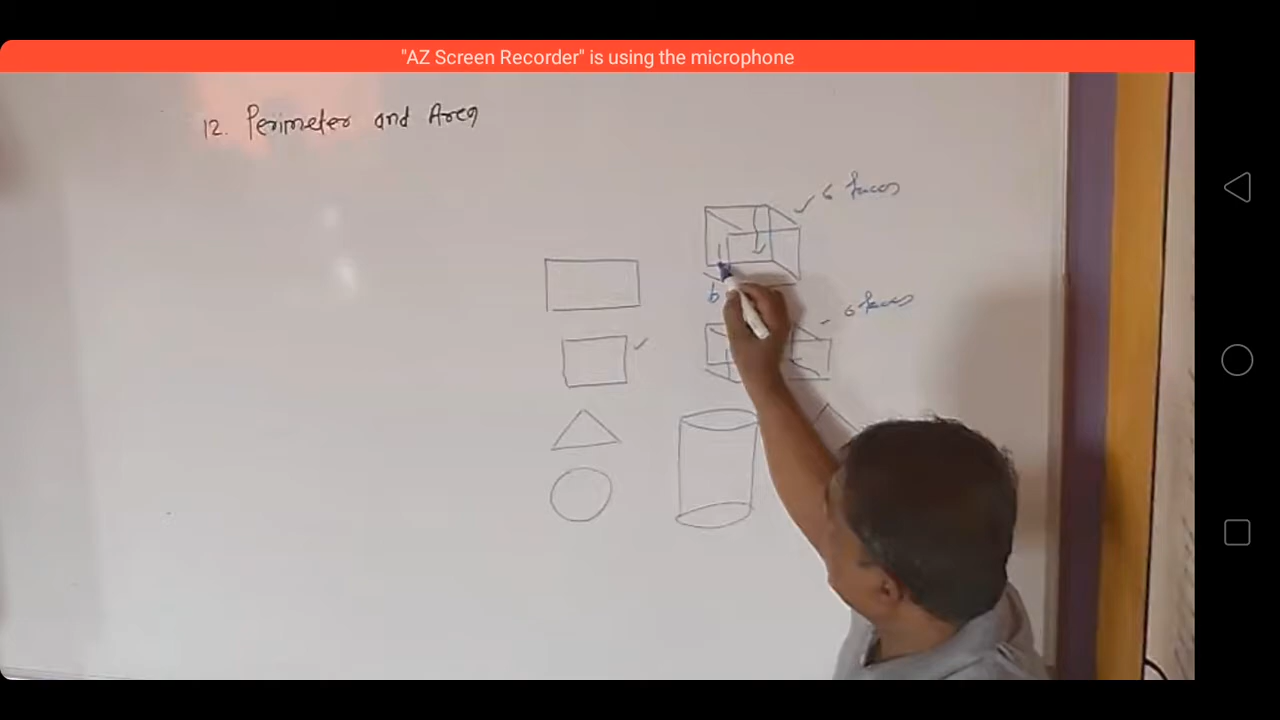 "AZ Screen Recorder" is using the microphone
12. Perimeter and Area
6 faces
b
6 faces